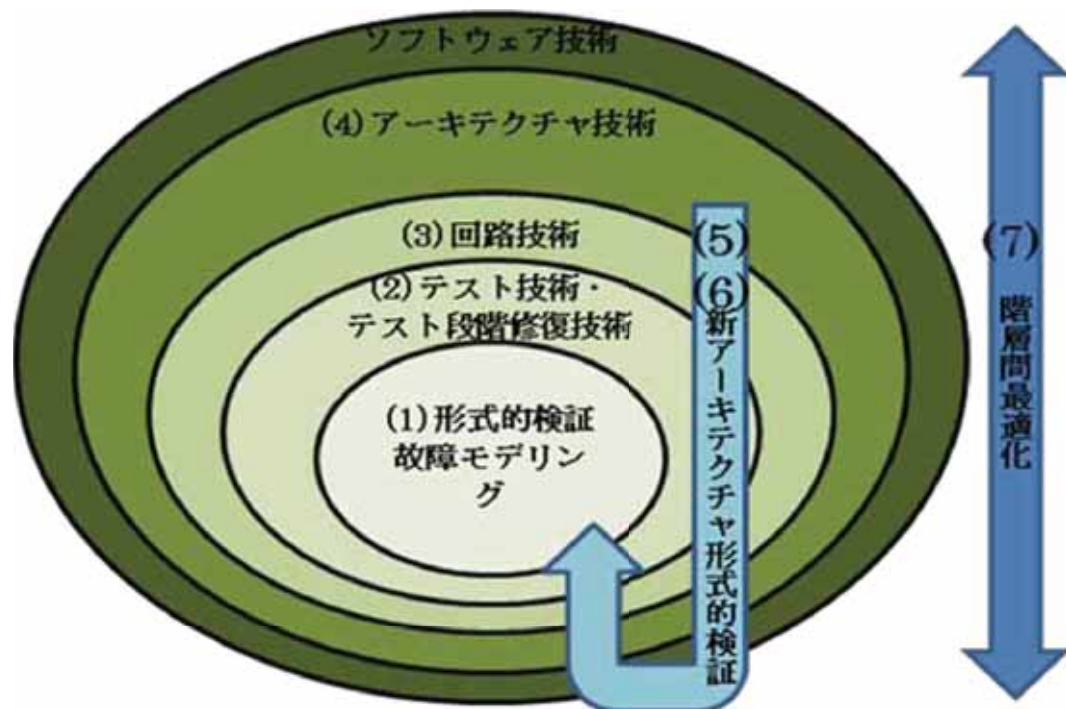 ソフトウェア技術
(4)アーキテクチャ技術
(3)回路技術
(2)テスト技術・
テスト段階修復技術
(1)形式的検証
故障モデリン
グ
(5)
(6)新アーキテクチャ形式的検証
(7) 階層間最適化